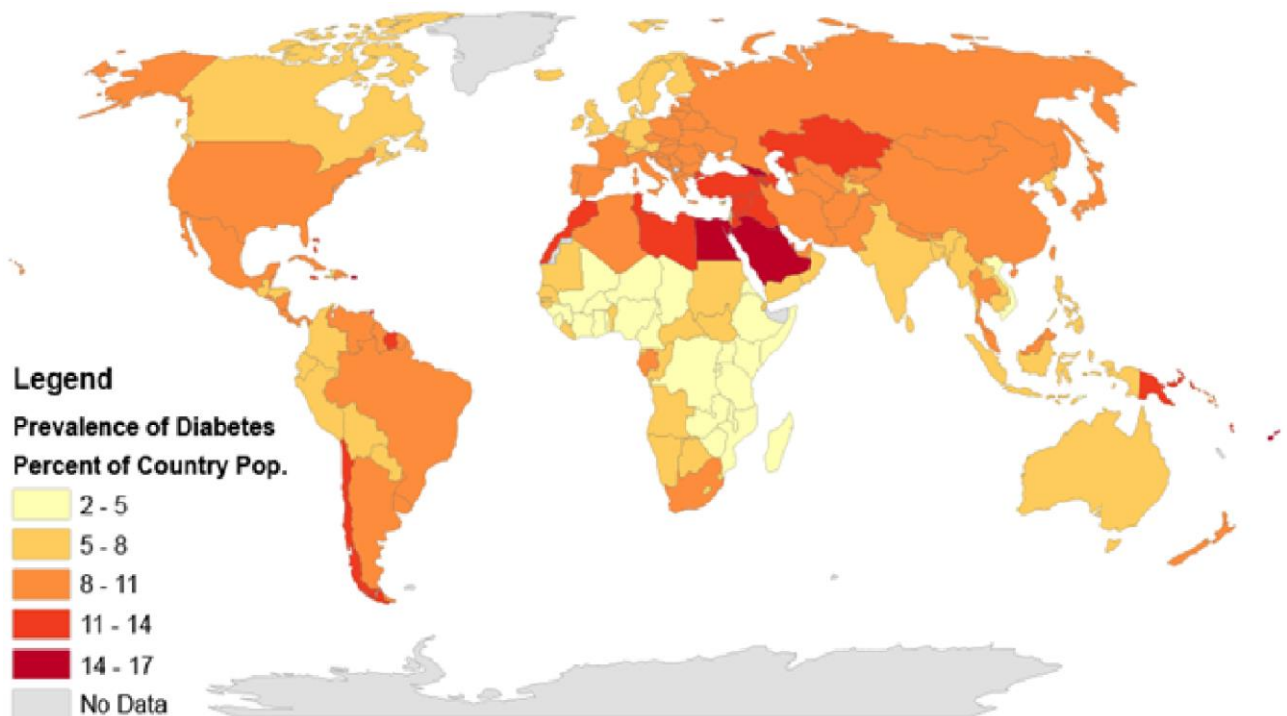 Legend
Prevalence of Diabetes
Percent of Country Pop.
2 - 5
5 - 8
8 - 11
11 - 14
14 - 17
No Data